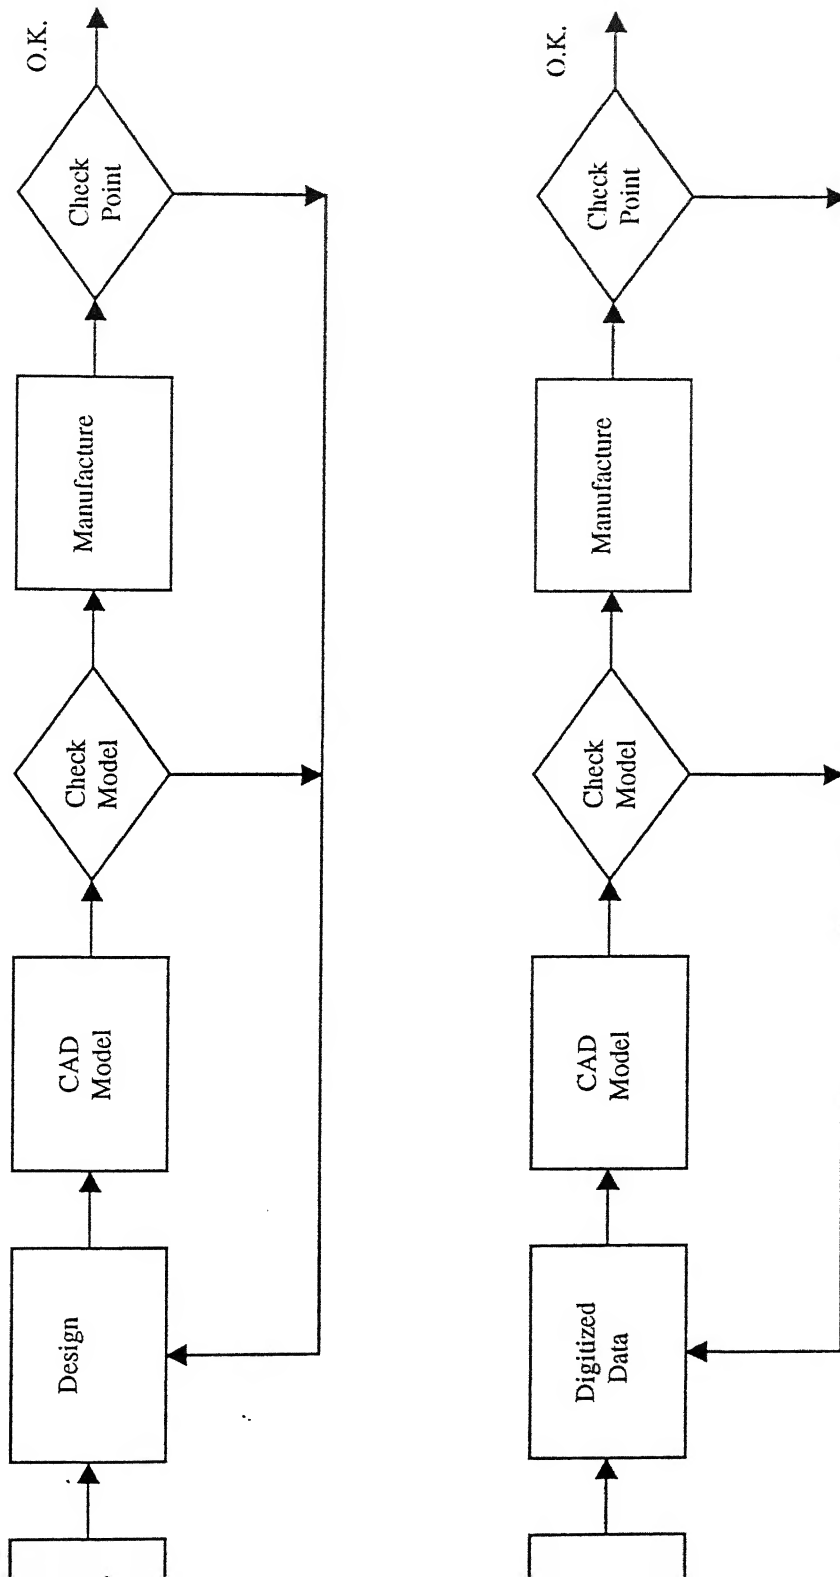 Design
CAD
Model
Check
Model
Manufacture
Check
Point
O.K.
Digitized
Data
CAD
Model
Check
Model
Manufacture
Check
Point
O.K.